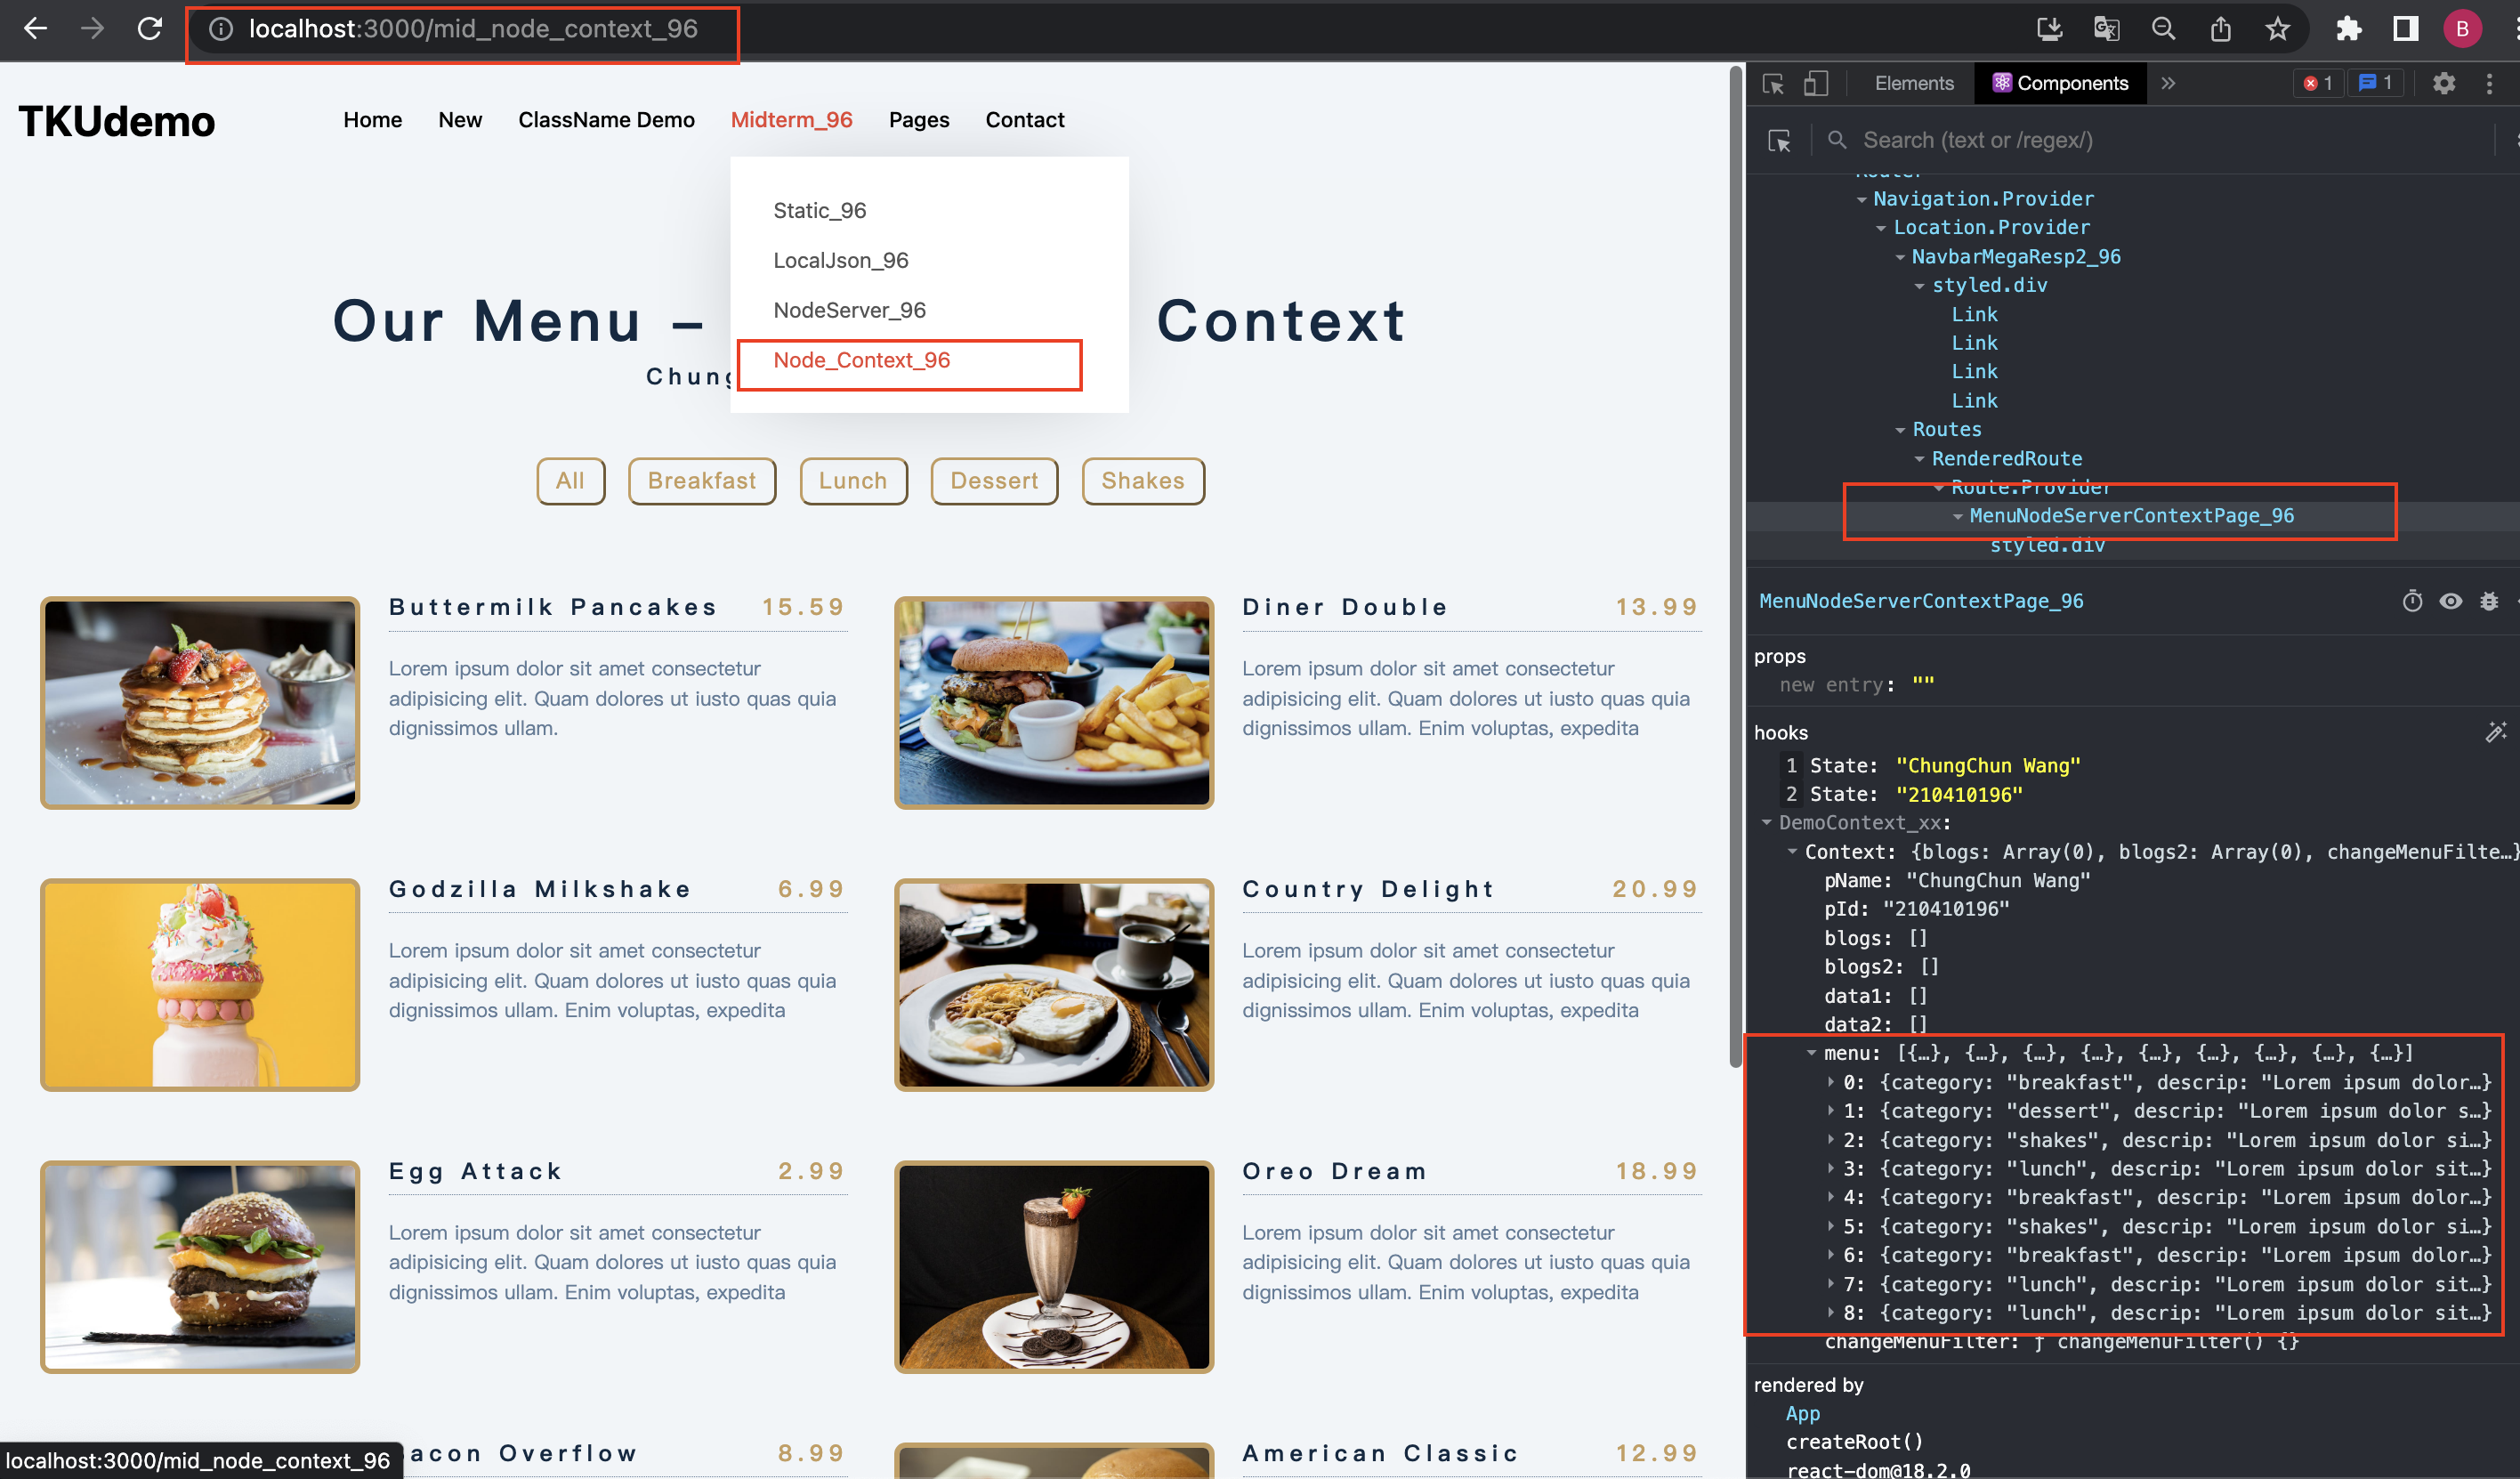 localhost:3000/mid_node_context_96
B
TKUdemo
Home New ClassName Demo Midterm_96 Pages Contact
Static_96
LocalJson_96
NodeServer_96
Node_Context_96
Our Menu – Context
Chung
All Breakfast Lunch Dessert Shakes
Buttermilk Pancakes 15.59
Lorem ipsum dolor sit amet consectetur
adipisicing elit. Quam dolores ut iusto quas quia
dignissimos ullam.
Diner Double 13.99
Lorem ipsum dolor sit amet consectetur
adipisicing elit. Quam dolores ut iusto quas quia
dignissimos ullam. Enim voluptas, expedita
Godzilla Milkshake 6.99
Lorem ipsum dolor sit amet consectetur
adipisicing elit. Quam dolores ut iusto quas quia
dignissimos ullam. Enim voluptas, expedita
Country Delight 20.99
Lorem ipsum dolor sit amet consectetur
adipisicing elit. Quam dolores ut iusto quas quia
dignissimos ullam. Enim voluptas, expedita
Egg Attack 2.99
Lorem ipsum dolor sit amet consectetur
adipisicing elit. Quam dolores ut iusto quas quia
dignissimos ullam. Enim voluptas, expedita
Oreo Dream 18.99
Lorem ipsum dolor sit amet consectetur
adipisicing elit. Quam dolores ut iusto quas quia
dignissimos ullam. Enim voluptas, expedita
acon Overflow 8.99
American Classic 12.99
localhost:3000/mid_node_context_96
Elements Components 1 1
Search (text or /regex/)
Router
Navigation.Provider
Location.Provider
NavbarMegaResp2_96
styled.div
Link
Link
Link
Link
Routes
RenderedRoute
Route.Provider
MenuNodeServerContextPage_96
styled.div
MenuNodeServerContextPage_96
props
new entry: ""
hooks
1 State: "ChungChun Wang"
2 State: "210410196"
DemoContext_xx:
Context: {blogs: Array(0), blogs2: Array(0), changeMenuFilte…}
pName: "ChungChun Wang"
pId: "210410196"
blogs: []
blogs2: []
data1: []
data2: []
menu: [{…}, {…}, {…}, {…}, {…}, {…}, {…}, {…}, {…}]
0: {category: "breakfast", descrip: "Lorem ipsum dolor…}
1: {category: "dessert", descrip: "Lorem ipsum dolor s…}
2: {category: "shakes", descrip: "Lorem ipsum dolor si…}
3: {category: "lunch", descrip: "Lorem ipsum dolor sit…}
4: {category: "breakfast", descrip: "Lorem ipsum dolor…}
5: {category: "shakes", descrip: "Lorem ipsum dolor si…}
6: {category: "breakfast", descrip: "Lorem ipsum dolor…}
7: {category: "lunch", descrip: "Lorem ipsum dolor sit…}
8: {category: "lunch", descrip: "Lorem ipsum dolor sit…}
changeMenuFilter: ƒ changeMenuFilter() {}
rendered by
App
createRoot()
react-dom@18.2.0